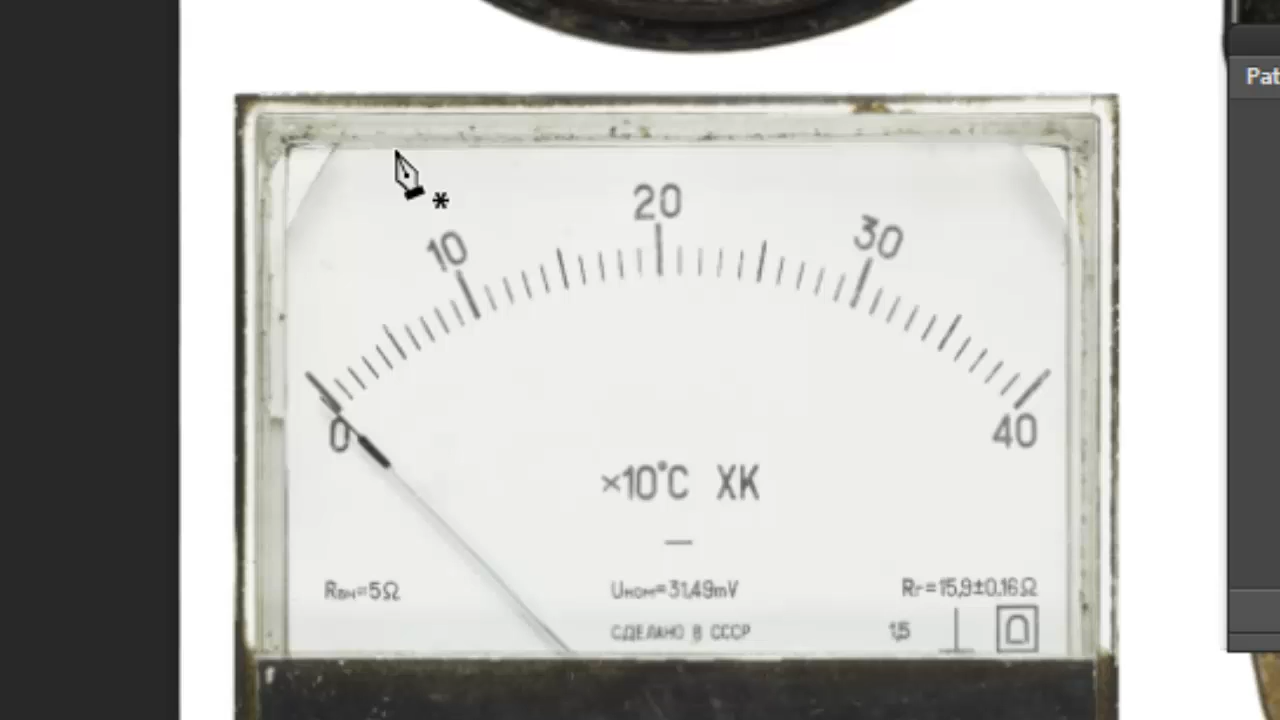 Pat
20
10
30
0
40
×10°С ХК
—
Rвн=5Ω
Uном=31,49mV
Rг=15,9±0,16Ω
СДЕЛАНО В СССР
1,5